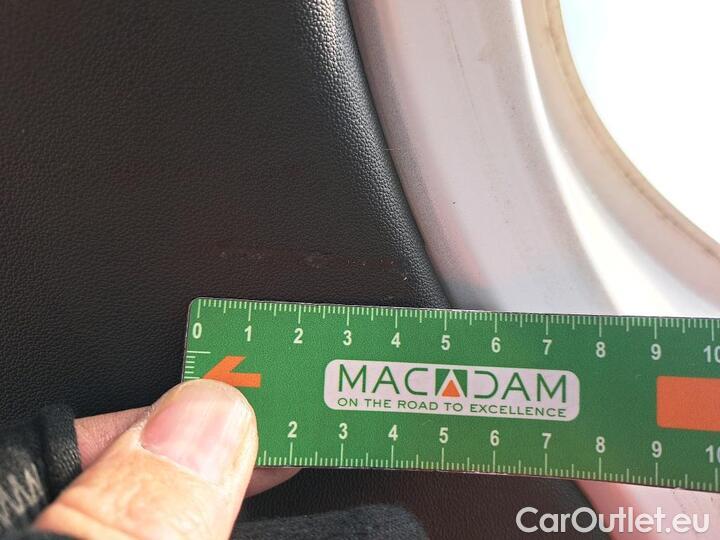 0 1 2 3 4 5 6 7 8 9 10
MACADAM
ON THE ROAD TO EXCELLENCE
2 3 4 5 6 7 8 9 10
CarOutlet.eu